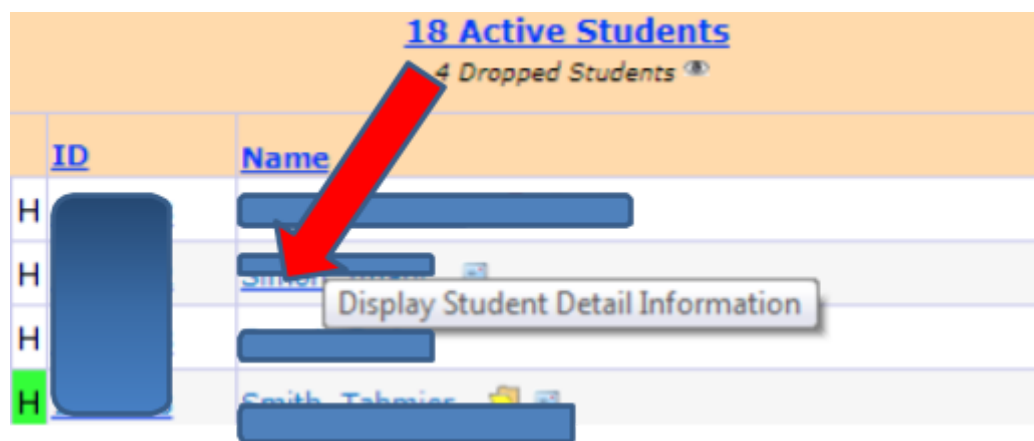 18 Active Students
4 Dropped Students
ID Name
H
H
Display Student Detail Information
H
H